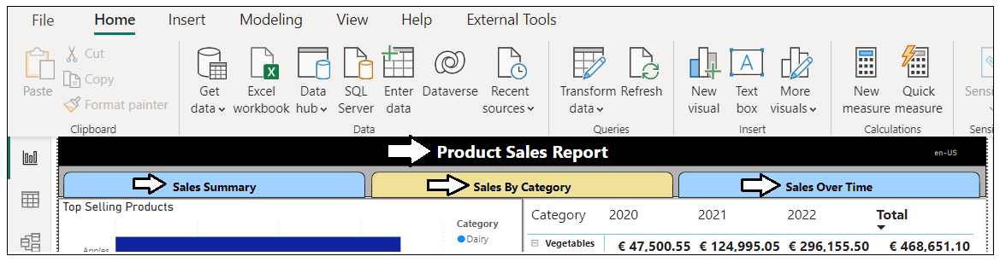 File Home Insert Modeling View Help External Tools
Paste
Cut
Copy
Format painter
Clipboard
Get data
Excel workbook
Data hub
SQL Server
Enter data
Dataverse
Recent sources
Data
Transform data
Refresh
Queries
New visual
Text box
More visuals
Insert
New measure
Quick measure
Calculations
Product Sales Report
en-US
Sales Summary
Sales By Category
Sales Over Time
Top Selling Products
Category
Dairy
Apples
Category 2020 2021 2022 Total
Vegetables € 47,500.55 € 124,995.05 € 296,155.50 € 468,651.10